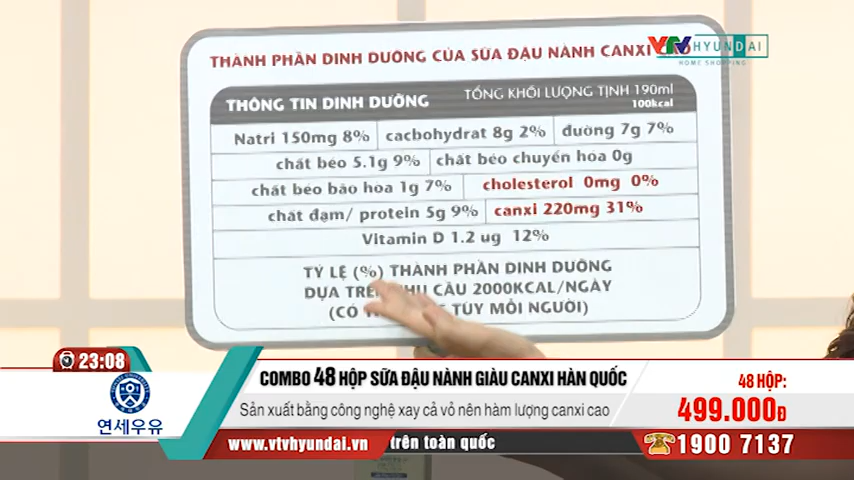 THÀNH PHẦN DINH DƯỠNG CỦA SỮA ĐẬU NÀNH CANXI
VTV HYUNDAI
HOME SHOPPING
THÔNG TIN DINH DƯỠNG
TỔNG KHỐI LƯỢNG TỊNH 190ml
100kcal
Natri 150mg 8% cacbohydrat 8g 2% đường 7g 7%
chất béo 5.1g 9% chất béo chuyển hóa 0g
chất béo bão hòa 1g 7% cholesterol 0mg 0%
chất đạm/ protein 5g 9% canxi 220mg 31%
Vitamin D 1.2 ug 12%
TỶ LỆ (%) THÀNH PHẦN DINH DƯỠNG
DỰA TRÊN NHU CẦU 2000KCAL/NGÀY
(CÓ TÙY MỖI NGƯỜI)
23:08
연세우유
COMBO 48 HỘP SỮA ĐẬU NÀNH GIÀU CANXI HÀN QUỐC
Sản xuất bằng công nghệ xay cả vỏ nên hàm lượng canxi cao
48 HỘP:
499.000Đ
www.vtvhyundai.vn
trên toàn quốc
1900 7137